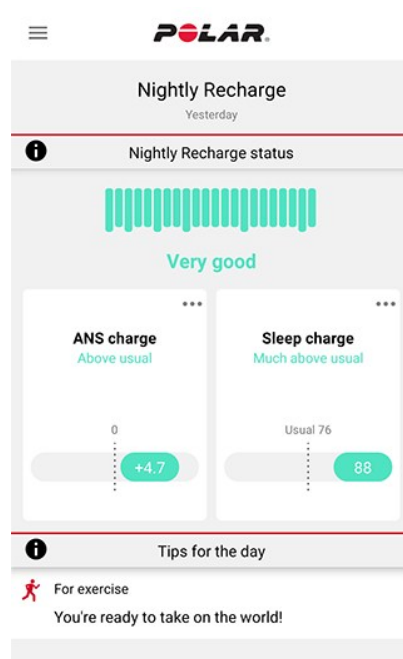 POLAR.
Nightly Recharge
Yesterday
Nightly Recharge status
Very good
ANS charge
Above usual
0
+4.7
Sleep charge
Much above usual
Usual 76
88
Tips for the day
For exercise
You're ready to take on the world!